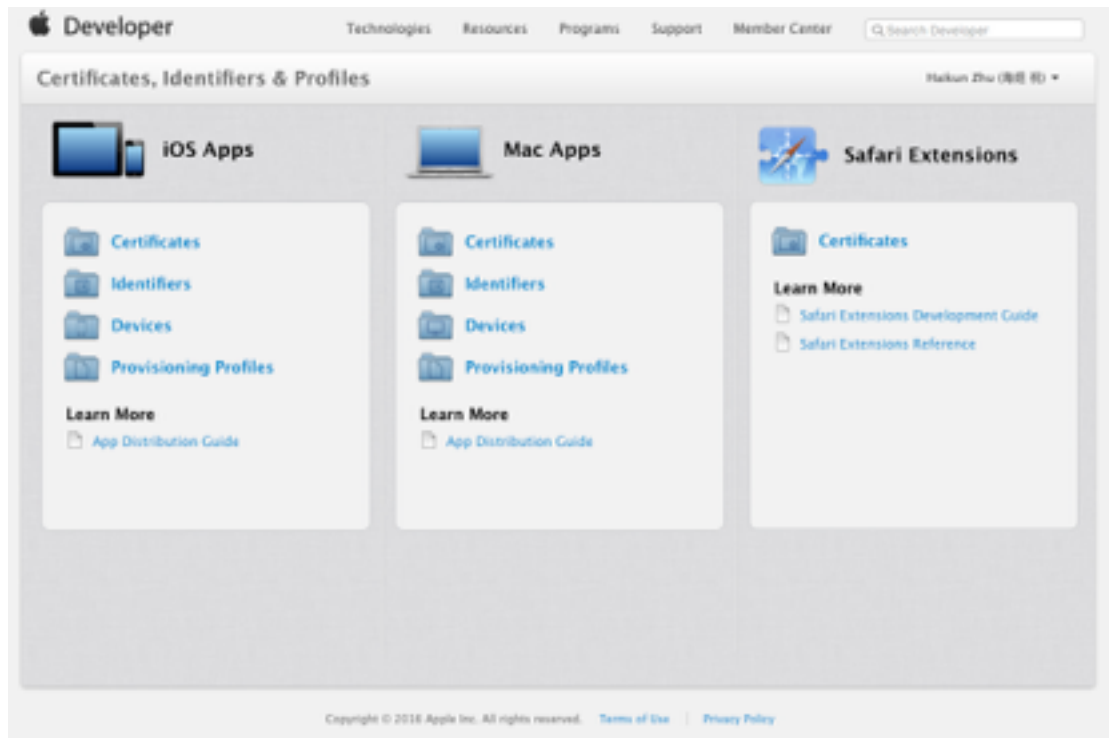 Developer
Technologies Resources Programs Support Member Center Search Developer
Certificates, Identifiers & Profiles
Haikun Zhu
iOS Apps
Certificates
Identifiers
Devices
Provisioning Profiles
Learn More
App Distribution Guide
Mac Apps
Certificates
Identifiers
Devices
Provisioning Profiles
Learn More
App Distribution Guide
Safari Extensions
Certificates
Learn More
Safari Extensions Development Guide
Safari Extensions Reference
Copyright © 2016 Apple Inc. All rights reserved. Terms of Use | Privacy Policy